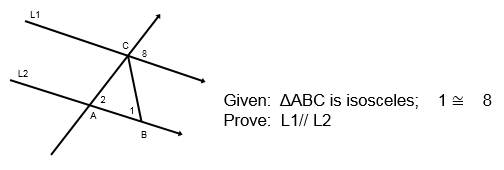 L1
C
8
L2
2
1
A
B
Given: ΔABC is isosceles; 1 ≅ 8
Prove: L1// L2